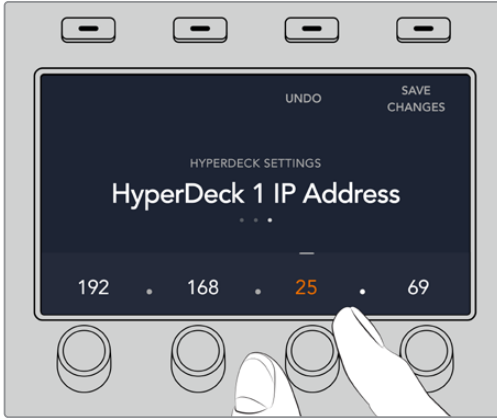 UNDO
SAVE
CHANGES
HYPERDECK SETTINGS
HyperDeck 1 IP Address
192 . 168 . 25 . 69